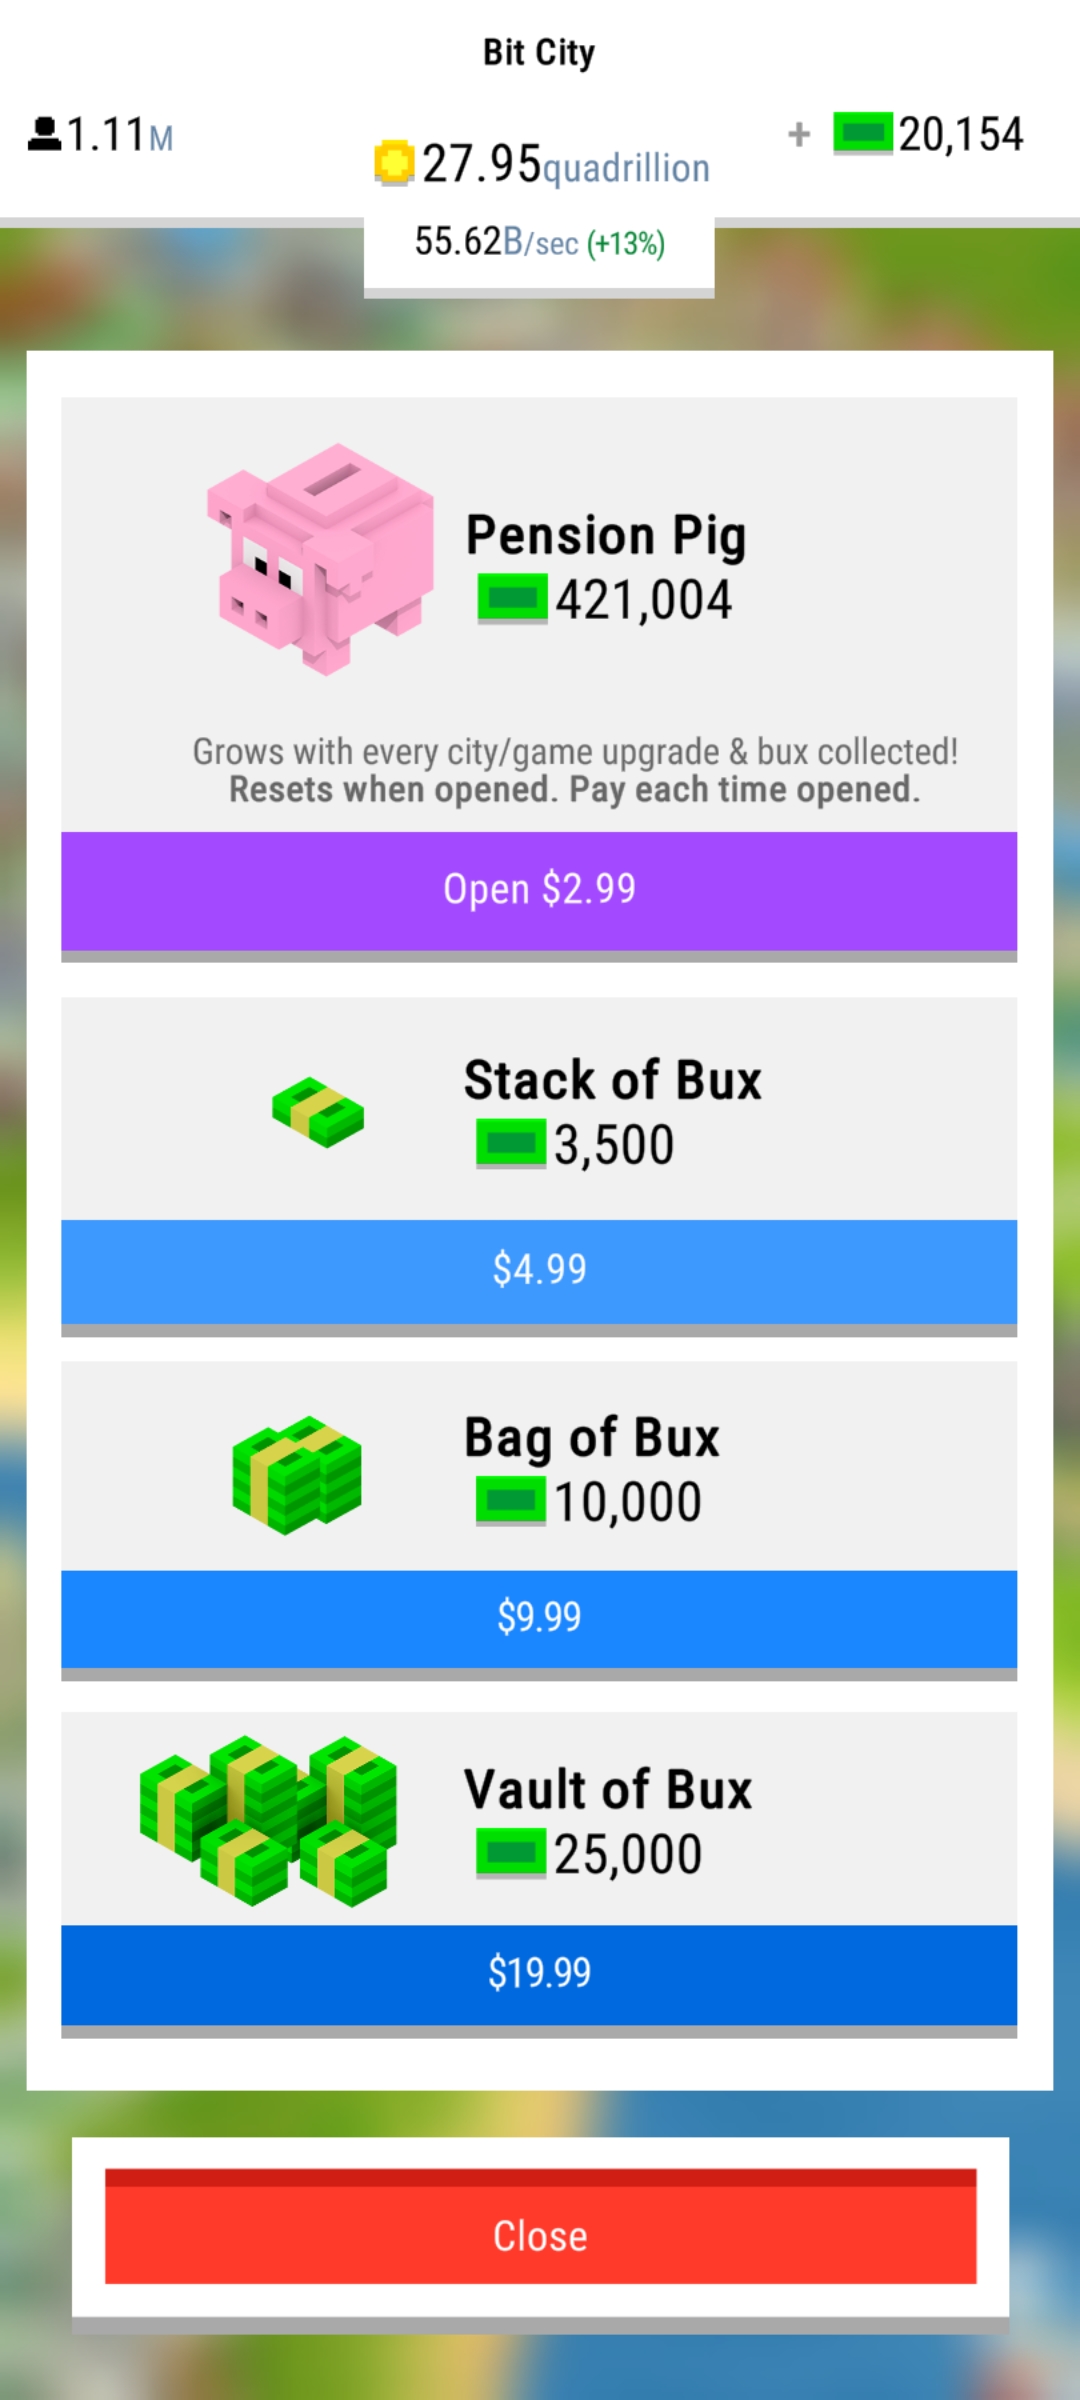 Bit City
1.11M
+ 20,154
27.95quadrillion
55.62B/sec (+13%)
Pension Pig
421,004
Grows with every city/game upgrade & bux collected!
Resets when opened. Pay each time opened.
Open $2.99
Stack of Bux
3,500
$4.99
Bag of Bux
10,000
$9.99
Vault of Bux
25,000
$19.99
Close